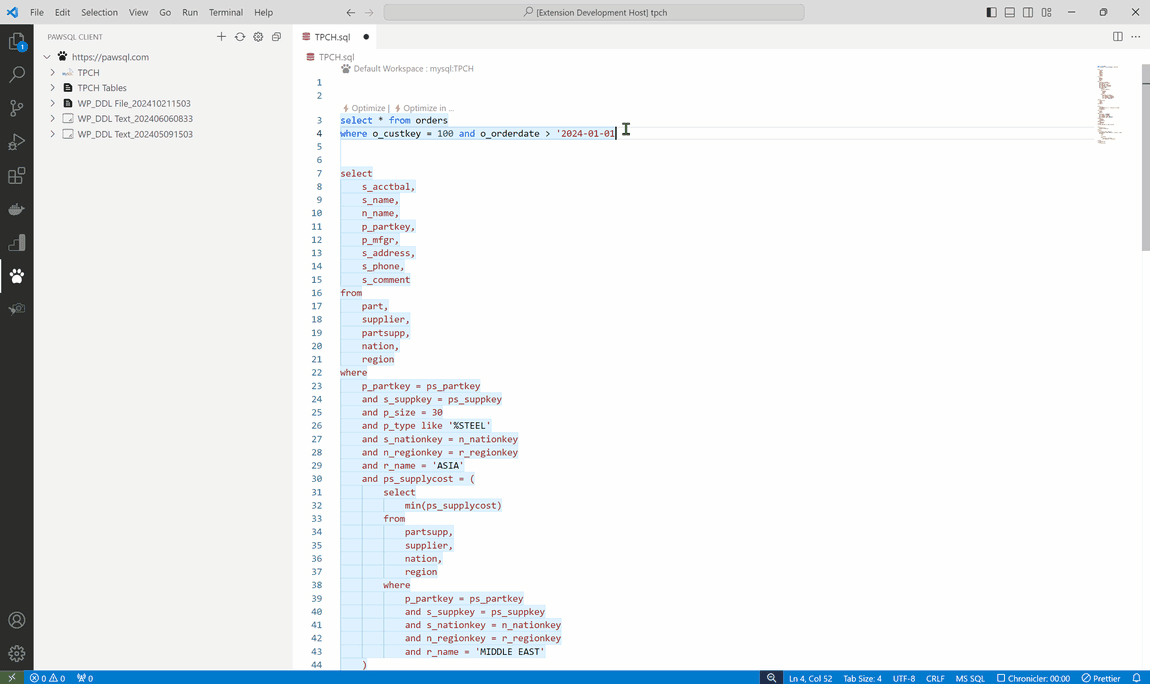 File Edit Selection View Go Run Terminal Help
[Extension Development Host] tpch
1
PAWSQL CLIENT
https://pawsql.com
TPCH
TPCH Tables
WP_DDL File_202410211503
WP_DDL Text_202406060833
WP_DDL Text_202405091503
TPCH.sql
TPCH.sql
Default Workspace : mysql:TPCH
1
2
Optimize | Optimize in ...
3 select * from orders
4 where o_custkey = 100 and o_orderdate > '2024-01-01
5
6
7 select
8 s_acctbal,
9 s_name,
10 n_name,
11 p_partkey,
12 p_mfgr,
13 s_address,
14 s_phone,
15 s_comment
16 from
17 part,
18 supplier,
19 partsupp,
20 nation,
21 region
22 where
23 p_partkey = ps_partkey
24 and s_suppkey = ps_suppkey
25 and p_size = 30
26 and p_type like '%STEEL'
27 and s_nationkey = n_nationkey
28 and n_regionkey = r_regionkey
29 and r_name = 'ASIA'
30 and ps_supplycost = (
31 select
32 min(ps_supplycost)
33 from
34 partsupp,
35 supplier,
36 nation,
37 region
38 where
39 p_partkey = ps_partkey
40 and s_suppkey = ps_suppkey
41 and s_nationkey = n_nationkey
42 and n_regionkey = r_regionkey
43 and r_name = 'MIDDLE EAST'
44 )
0 0 0 Ln 4, Col 52 Tab Size: 4 UTF-8 CRLF MS SQL Chronicler: 00:00 Prettier